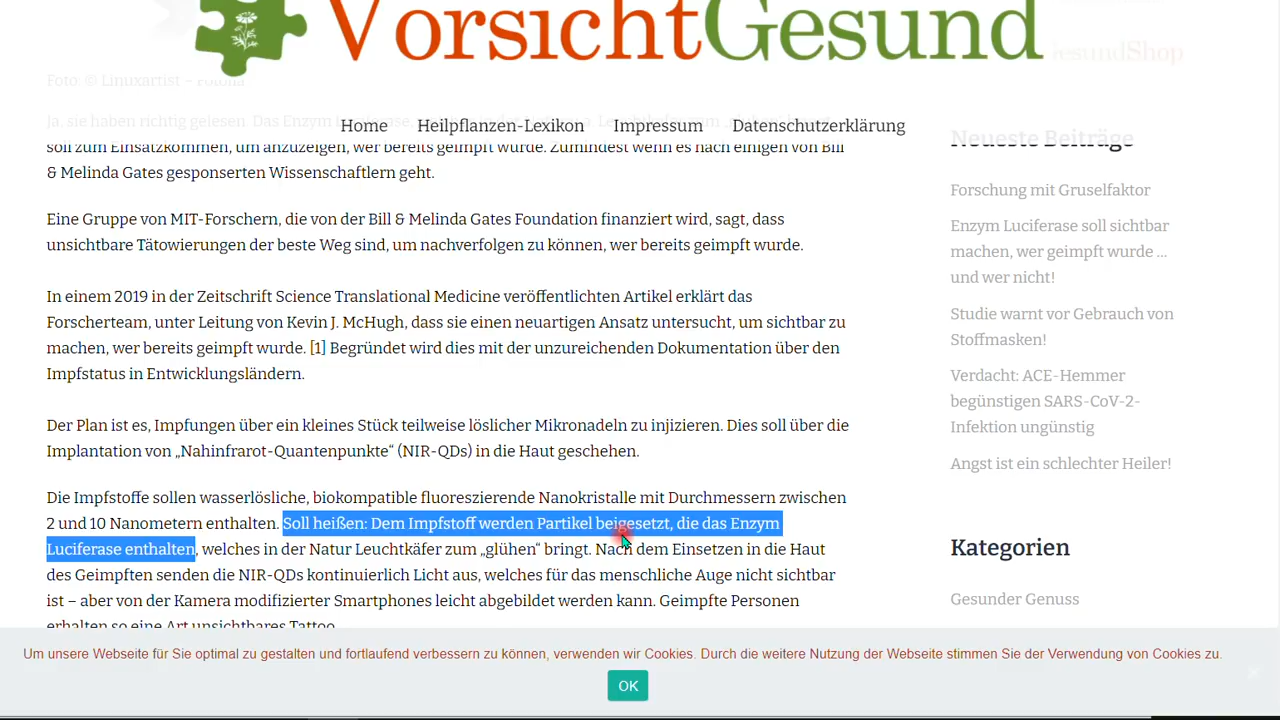 VorsichtGesund
esundShop
Foto: © Linuxartist – Fotolia
Home
Heilpflanzen-Lexikon
Impressum
Datenschutzerklärung
Ja, sie haben richtig gelesen. Das Enzym
soll zum Einsatzkommen, um anzuzeigen, wer bereits geimpft wurde. Zumindest wenn es nach einigen von Bill
& Melinda Gates gesponserten Wissenschaftlern geht.
Eine Gruppe von MIT-Forschern, die von der Bill & Melinda Gates Foundation finanziert wird, sagt, dass
unsichtbare Tätowierungen der beste Weg sind, um nachverfolgen zu können, wer bereits geimpft wurde.
In einem 2019 in der Zeitschrift Science Translational Medicine veröffentlichten Artikel erklärt das
Forscherteam, unter Leitung von Kevin J. McHugh, dass sie einen neuartigen Ansatz untersucht, um sichtbar zu
machen, wer bereits geimpft wurde. [1] Begründet wird dies mit der unzureichenden Dokumentation über den
Impfstatus in Entwicklungsländern.
Der Plan ist es, Impfungen über ein kleines Stück teilweise löslicher Mikronadeln zu injizieren. Dies soll über die
Implantation von „Nahinfrarot-Quantenpunkte“ (NIR-QDs) in die Haut geschehen.
Die Impfstoffe sollen wasserlösliche, biokompatible fluoreszierende Nanokristalle mit Durchmessern zwischen
2 und 10 Nanometern enthalten. Soll heißen: Dem Impfstoff werden Partikel beigesetzt, die das Enzym
Luciferase enthalten, welches in der Natur Leuchtkäfer zum „glühen“ bringt. Nach dem Einsetzen in die Haut
des Geimpften senden die NIR-QDs kontinuierlich Licht aus, welches für das menschliche Auge nicht sichtbar
ist – aber von der Kamera modifizierter Smartphones leicht abgebildet werden kann. Geimpfte Personen
erhalten so eine Art unsichtbares Tattoo.
Neueste Beiträge
Forschung mit Gruselfaktor
Enzym Luciferase soll sichtbar
machen, wer geimpft wurde ...
und wer nicht!
Studie warnt vor Gebrauch von
Stoffmasken!
Verdacht: ACE-Hemmer
begünstigen SARS-CoV-2-
Infektion ungünstig
Angst ist ein schlechter Heiler!
Kategorien
Gesunder Genuss
Um unsere Webseite für Sie optimal zu gestalten und fortlaufend verbessern zu können, verwenden wir Cookies. Durch die weitere Nutzung der Webseite stimmen Sie der Verwendung von Cookies zu.
OK